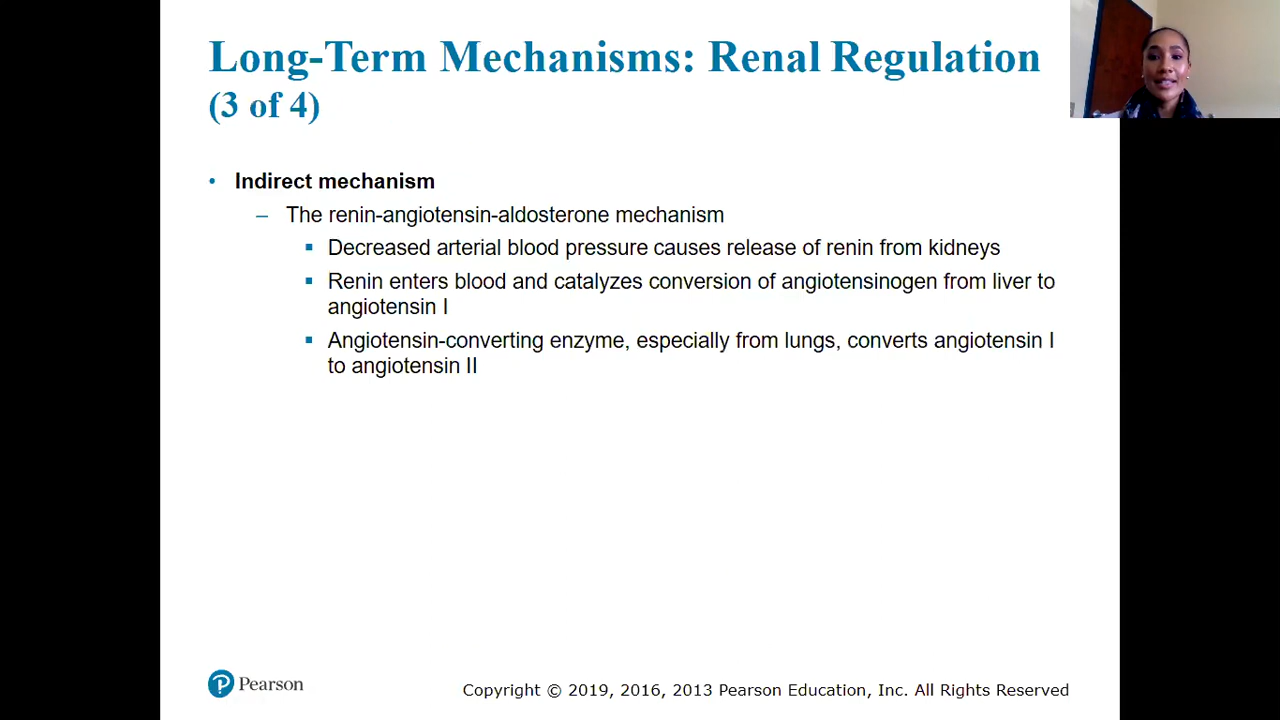 Long-Term Mechanisms: Renal Regulation
(3 of 4)
• Indirect mechanism
– The renin-angiotensin-aldosterone mechanism
▪ Decreased arterial blood pressure causes release of renin from kidneys
▪ Renin enters blood and catalyzes conversion of angiotensinogen from liver to
angiotensin I
▪ Angiotensin-converting enzyme, especially from lungs, converts angiotensin I
to angiotensin II
P Pearson
Copyright © 2019, 2016, 2013 Pearson Education, Inc. All Rights Reserved